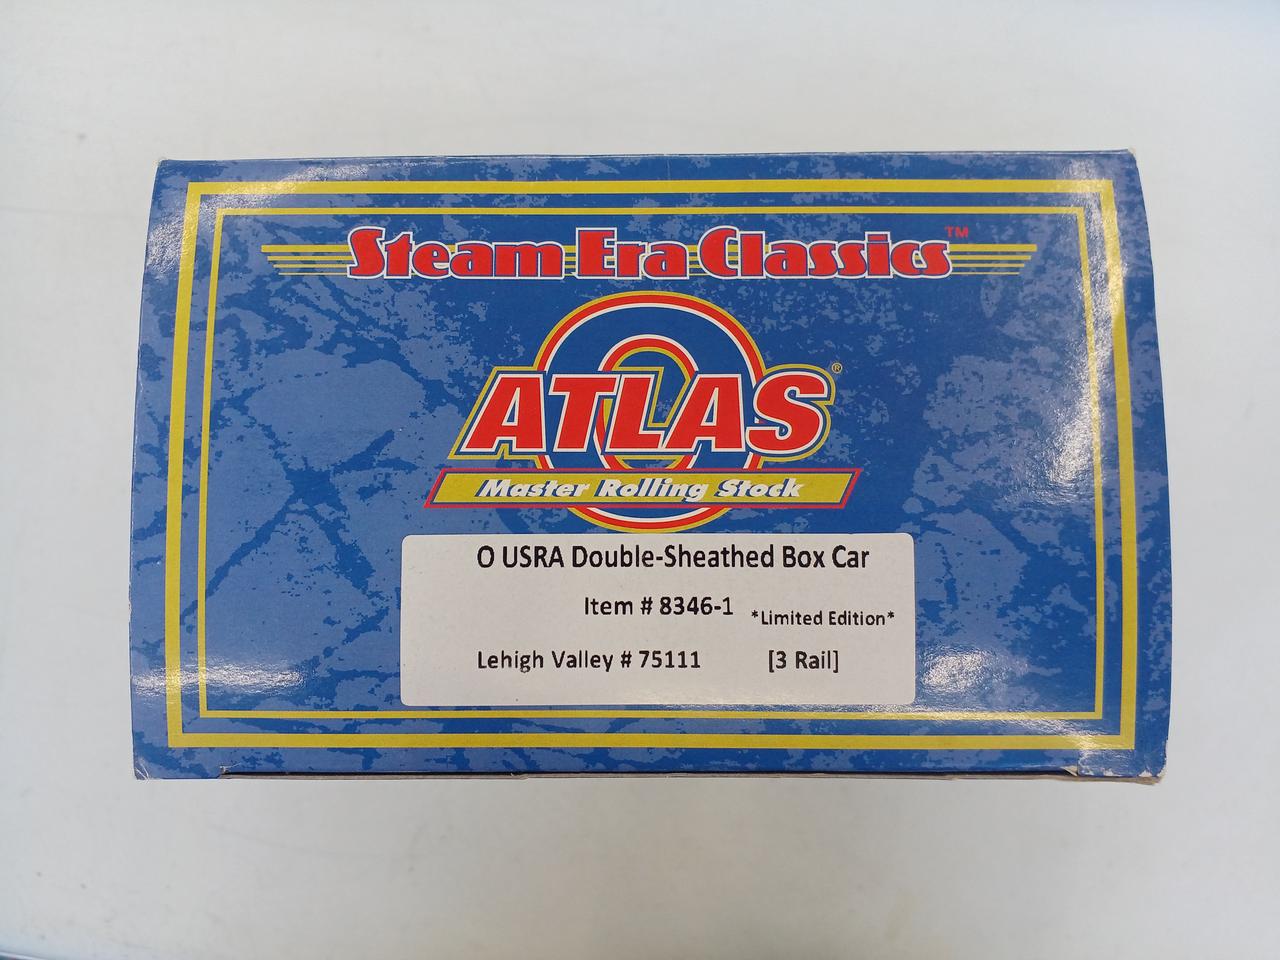 Steam Era Classics™
ATLAS®
Master Rolling Stock
O USRA Double-Sheathed Box Car
Item # 8346-1 *Limited Edition*
Lehigh Valley # 75111 [3 Rail]